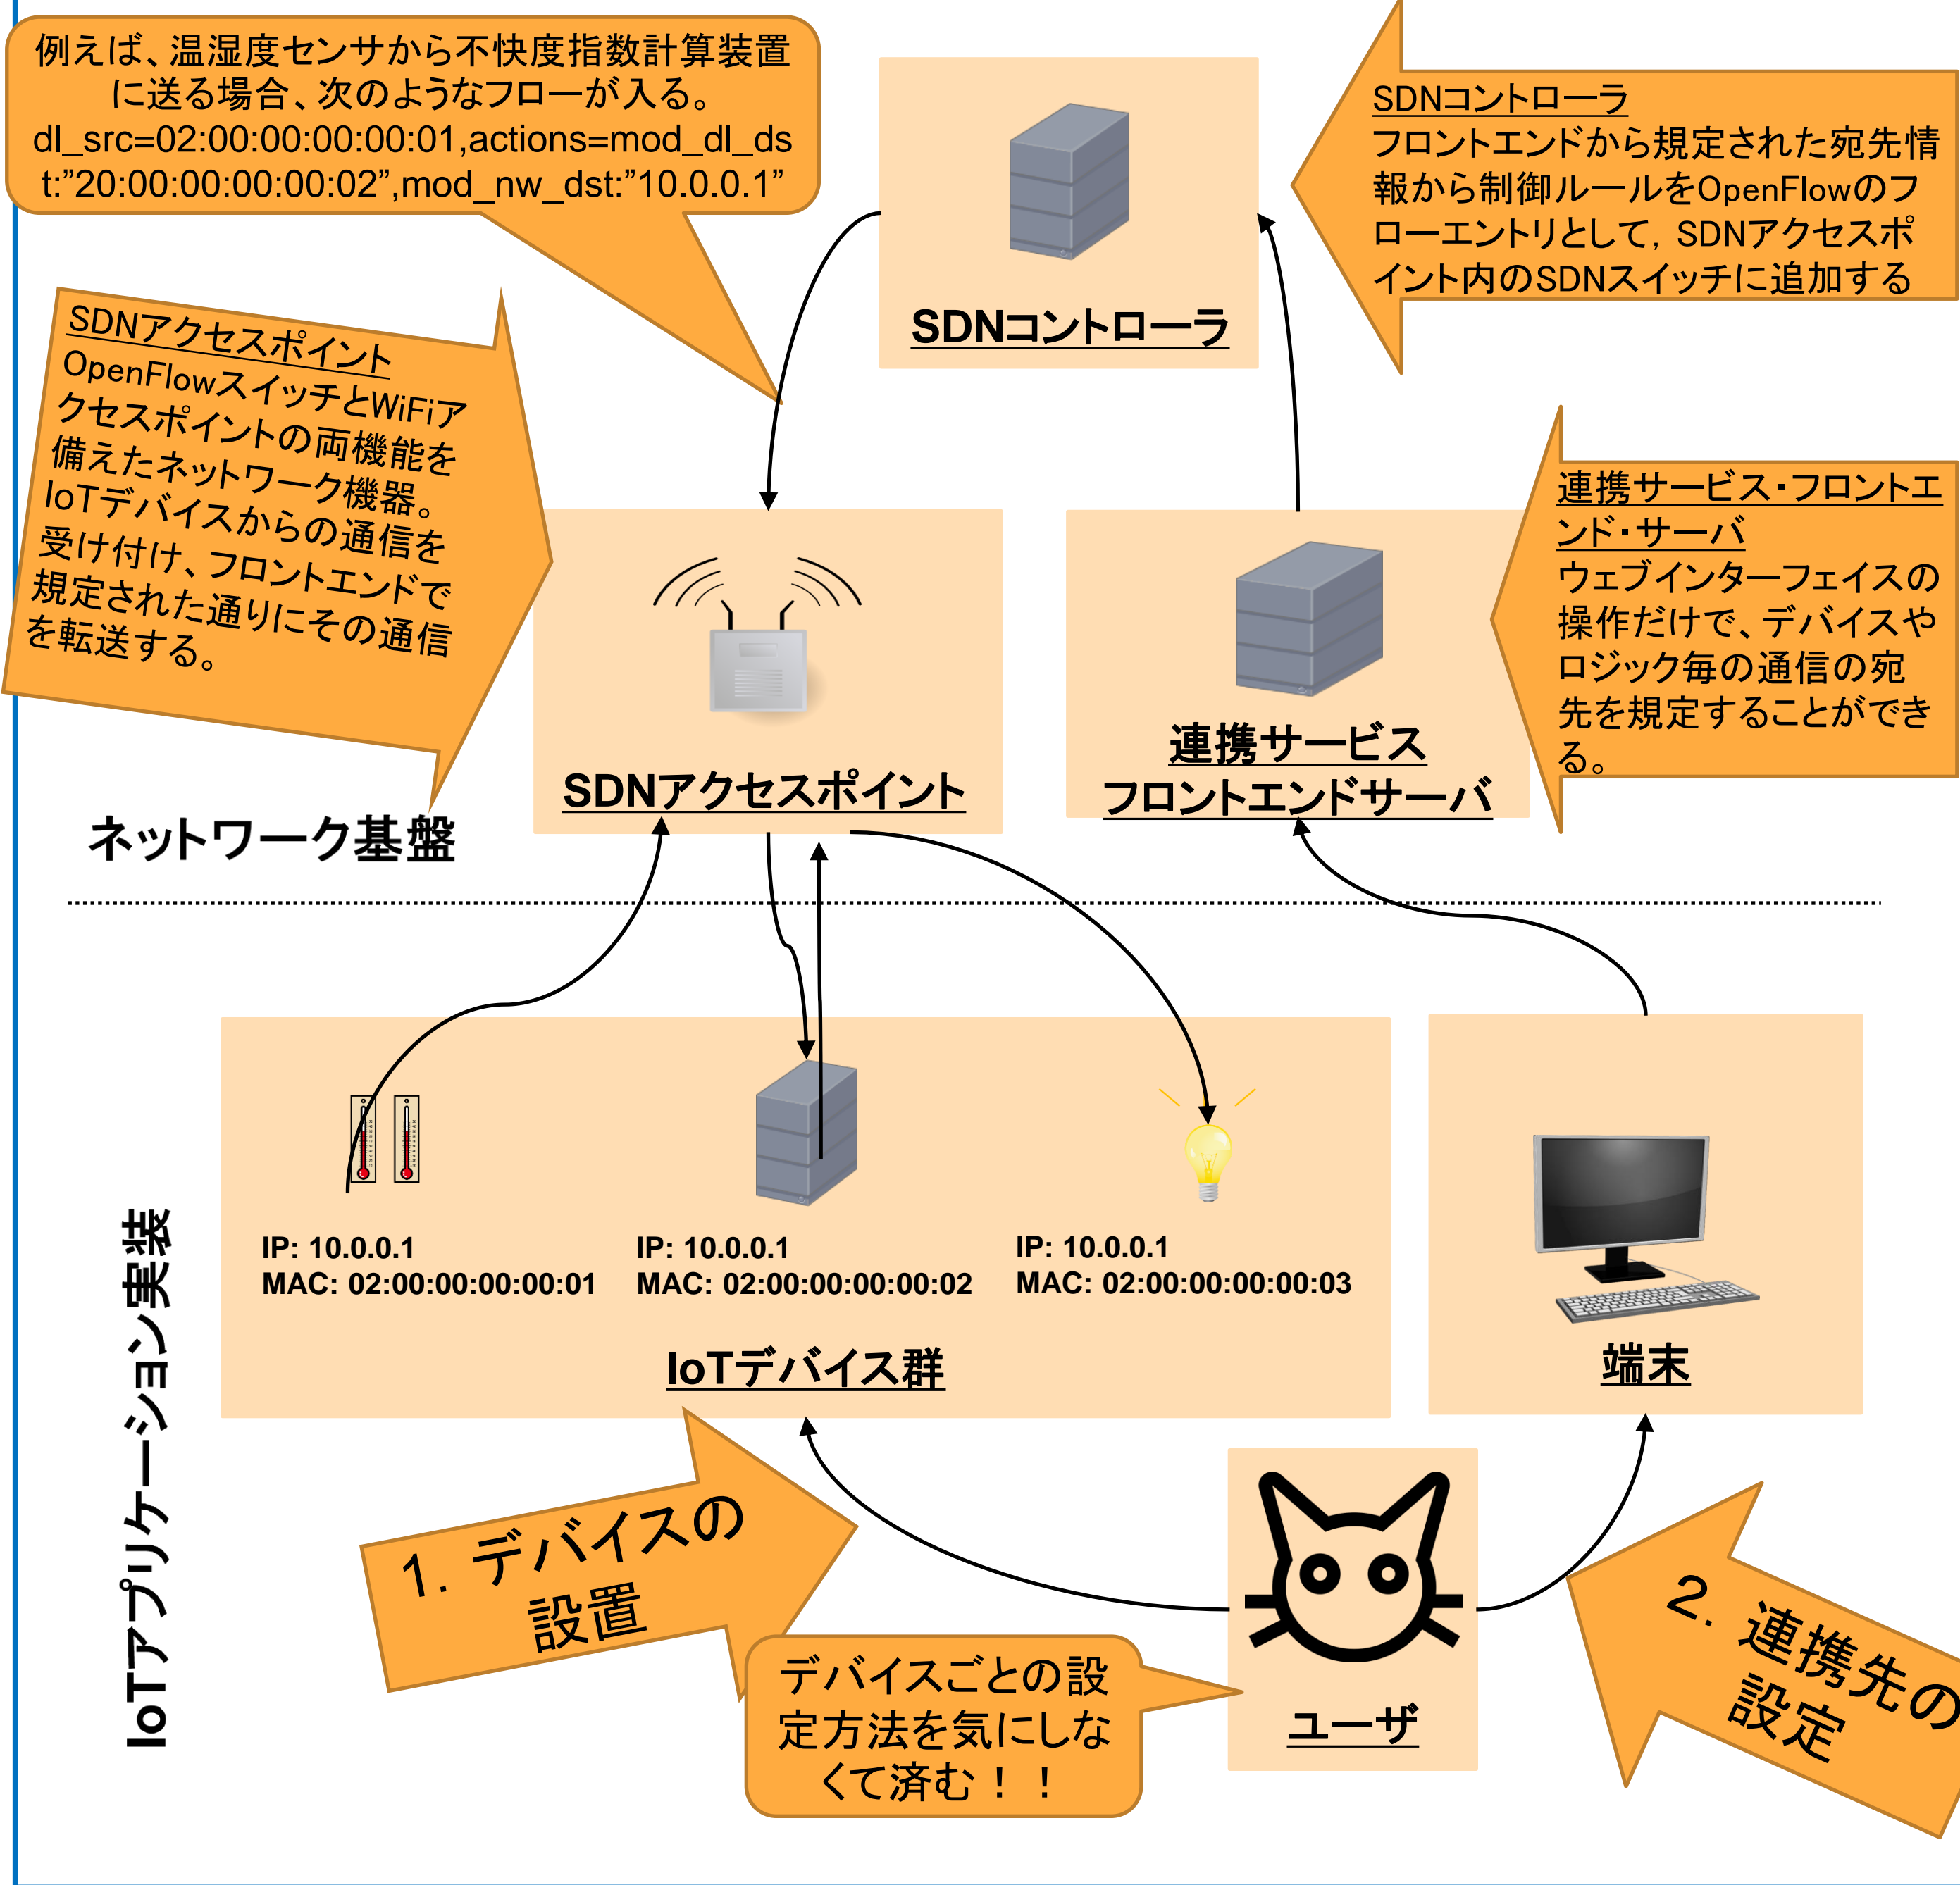 例えば、温湿度センサから不快度指数計算装置
に送る場合、次のようなフローが入る。
dl_src=02:00:00:00:00:01,actions=mod_dl_ds
t:”20:00:00:00:00:02”,mod_nw_dst:”10.0.0.1”
SDNコントローラ
SDNコントローラ
フロントエンドから規定された宛先情
報から制御ルールをOpenFlowのフ
ローエントリとして，SDNアクセスポ
イント内のSDNスイッチに追加する
SDNアクセスポイント
OpenFlowスイッチとWiFiア
クセスポイントの両機能を
備えたネットワーク機器。
IoTデバイスからの通信を
受け付け、フロントエンドで
規定された通りにその通信
を転送する。
SDNアクセスポイント
連携サービス
フロントエンドサーバ
連携サービス・フロントエ
ンド・サーバ
ウェブインターフェイスの
操作だけで、デバイスや
ロジック毎の通信の宛
先を規定することができ
る。
ネットワーク基盤
IoTアプリケーション実装
IP: 10.0.0.1
MAC: 02:00:00:00:00:01
IP: 10.0.0.1
MAC: 02:00:00:00:00:02
IP: 10.0.0.1
MAC: 02:00:00:00:00:03
IoTデバイス群
端末
1. デバイスの
設置
デバイスごとの設
定方法を気にしな
くて済む！！
ユーザ
2. 連携先の
設定